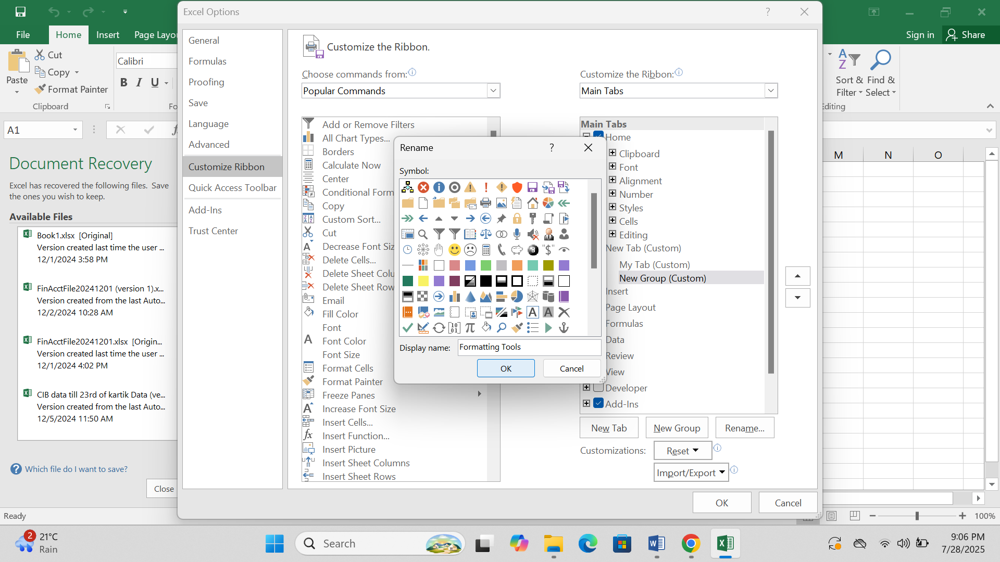 Excel Options
?
File
Home
Insert
Page Layou
Sign in
Share
Paste
Cut
Copy
Format Painter
Clipboard
Calibri
B I U
Fo
Sort &
Filter
Find &
Select
Editing
A1
Document Recovery
Excel has recovered the following files. Save
the ones you wish to keep.
Available Files
Book1.xlsx [Original]
Version created last time the user ...
12/1/2024 3:58 PM
FinAcctFile20241201 (version 1).x...
Version created from the last Auto...
12/2/2024 10:28 AM
FinAcctFile20241201.xlsx [Origin...
Version created last time the user ...
12/1/2024 4:02 PM
CIB data till 23rd of kartik Data (ve...
Version created from the last Auto...
12/5/2024 11:50 AM
Which file do I want to save?
Close
General
Formulas
Proofing
Save
Language
Advanced
Customize Ribbon
Quick Access Toolbar
Add-Ins
Trust Center
Customize the Ribbon.
Choose commands from:
Popular Commands
Add or Remove Filters
All Chart Types...
Borders
Calculate Now
Center
Conditional Form
Copy
Custom Sort...
Cut
Decrease Font Siz
Delete Cells...
Delete Sheet Colu
Delete Sheet Row
Email
Fill Color
Font
Font Color
Font Size
Format Cells
Format Painter
Freeze Panes
Increase Font Size
Insert Cells...
Insert Function...
Insert Picture
Insert Sheet Columns
Insert Sheet Rows
Rename
?
Symbol:
Display name:
Formatting Tools
OK
Cancel
Customize the Ribbon:
Main Tabs
Main Tabs
Home
Clipboard
Font
Alignment
Number
Styles
Cells
Editing
New Tab (Custom)
My Tab (Custom)
New Group (Custom)
Insert
Page Layout
Formulas
Data
Review
View
Developer
Add-Ins
New Tab
New Group
Rename...
Customizations:
Reset
Import/Export
OK
Cancel
M
N
O
Ready
100%
2
21°C
Rain
Search
9:06 PM
7/28/2025